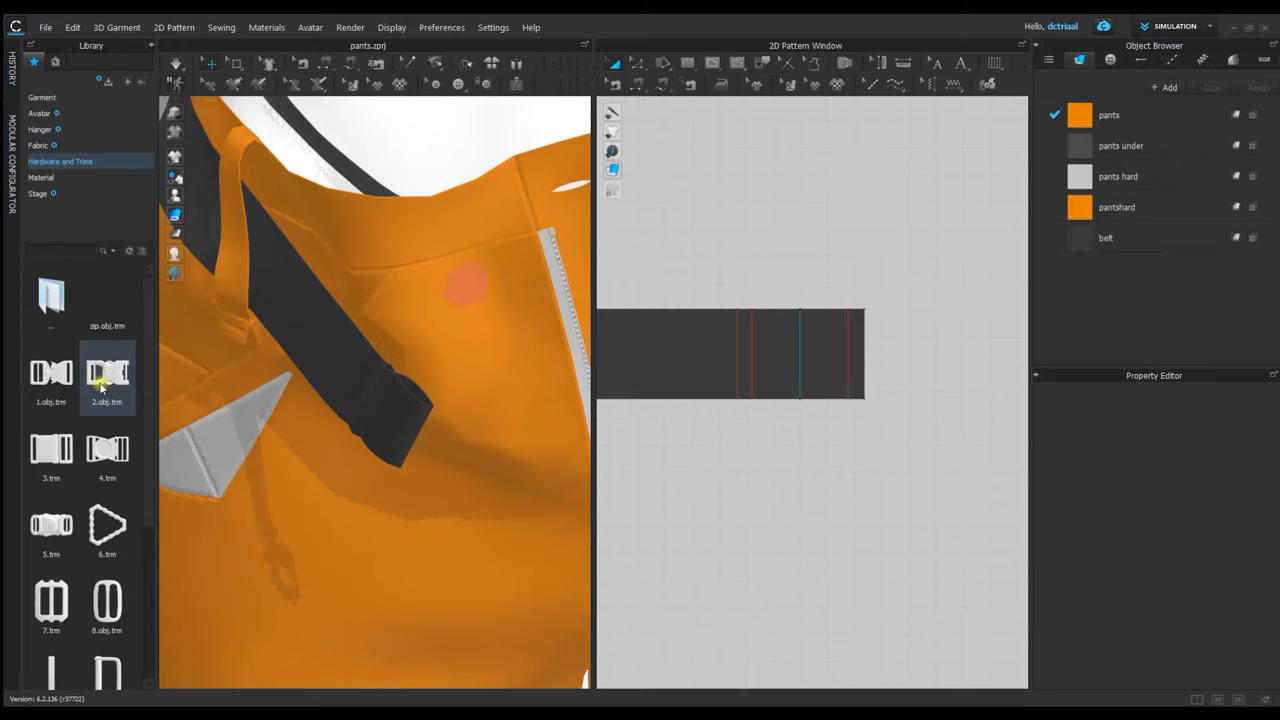 File Edit 3D Garment 2D Pattern Sewing Materials Avatar Render Display Preferences Settings Help
Hello, dctriaal
SIMULATION
Library
pants.zprj
2D Pattern Window
Object Browser
HISTORY
MODULAR CONFIGURATOR
Garment
Avatar
Hanger
Fabric
Hardware and Trims
Material
Stage
..
zip.obj.trm
1.obj.trm
2.obj.trm
3.trm
4.trm
5.trm
6.trm
7.trm
8.obj.trm
+ Add Copy Assign
pants
pants under
pants hard
pantshard
belt
Property Editor
Version: 6.2.136 (r37722)